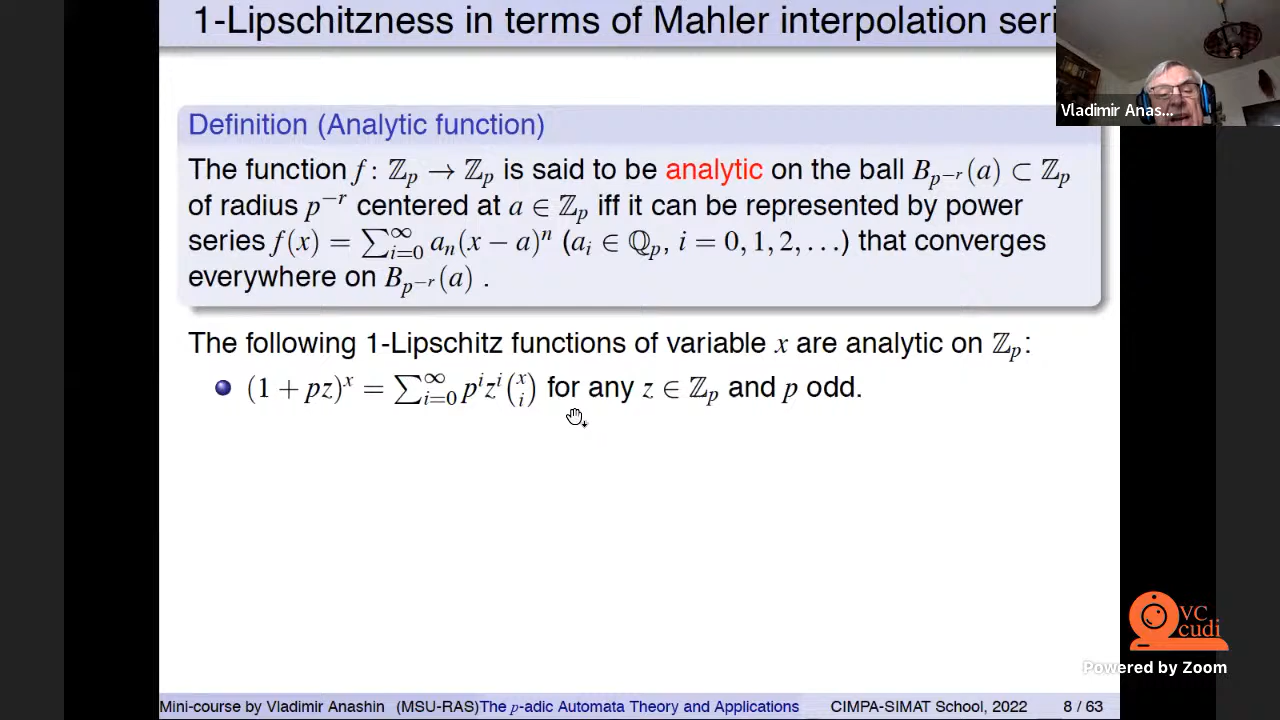 1-Lipschitzness in terms of Mahler interpolation seri
Vladimir Anas...
Definition (Analytic function)
The function f : ℤ_p → ℤ_p is said to be analytic on the ball B_{p^{-r}}(a) ⊂ ℤ_p
of radius p^{-r} centered at a ∈ ℤ_p iff it can be represented by power
series f(x) = ∑_{i=0}^{∞} a_n(x − a)^n (a_i ∈ ℚ_p, i = 0, 1, 2, …) that converges
everywhere on B_{p^{-r}}(a) .
The following 1-Lipschitz functions of variable x are analytic on ℤ_p:
(1 + pz)^x = ∑_{i=0}^{∞} p^i z^i \binom{x}{i} for any z ∈ ℤ_p and p odd.
VC
cudi
Powered by Zoom
Mini-course by Vladimir Anashin (MSU-RAS) The p-adic Automata Theory and Applications CIMPA-SIMAT School, 2022 8 / 63